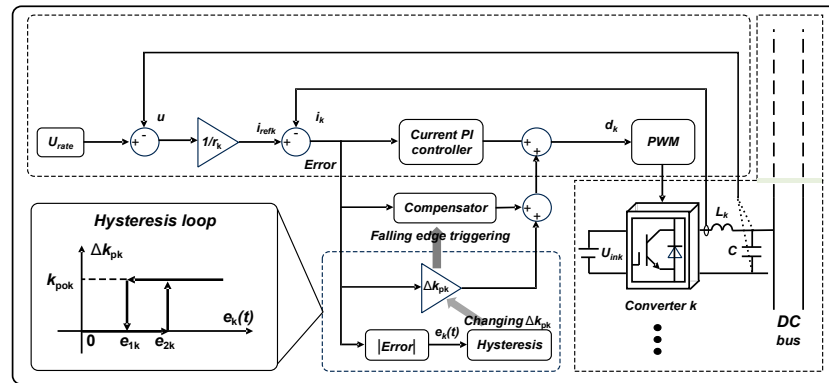 u
i_refk
i_k
d_k
U_rate
+
-
1/r_k
+
-
Current PI
controller
+
+
PWM
Error
Compensator
+
+
Falling edge triggering
L_k
C
U_ink
Converter k
DC
bus
Hysteresis loop
Δk_pk
k_pok
0
e_1k
e_2k
e_k(t)
Δk_pk
Changing Δk_pk
|Error|
e_k(t)
Hysteresis